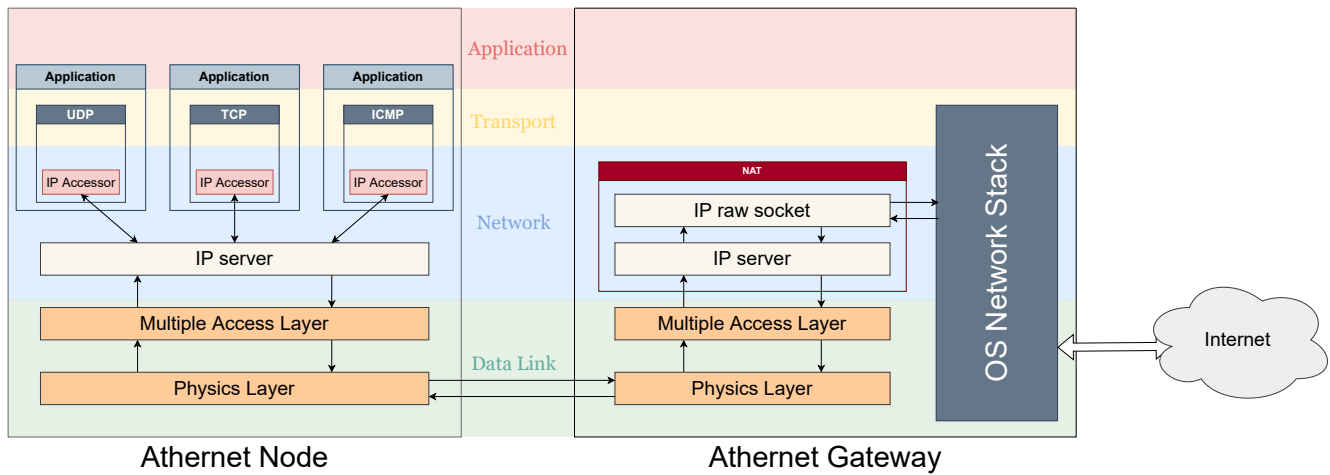 Application
Application
Application
Application
UDP
TCP
ICMP
Transport
IP Accessor
IP Accessor
IP Accessor
Network
IP server
Multiple Access Layer
Data Link
Physics Layer
NAT
IP raw socket
IP server
Multiple Access Layer
Physics Layer
OS Network Stack
Internet
Athernet Node
Athernet Gateway